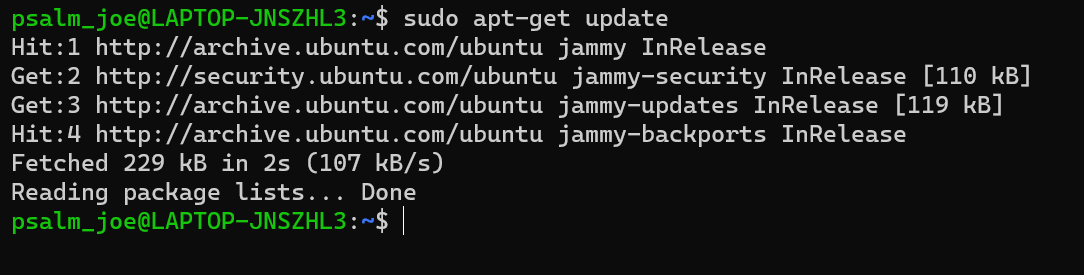 psalm_joe@LAPTOP-JNSZHL3:~$ sudo apt-get update
Hit:1 http://archive.ubuntu.com/ubuntu jammy InRelease
Get:2 http://security.ubuntu.com/ubuntu jammy-security InRelease [110 kB]
Get:3 http://archive.ubuntu.com/ubuntu jammy-updates InRelease [119 kB]
Hit:4 http://archive.ubuntu.com/ubuntu jammy-backports InRelease
Fetched 229 kB in 2s (107 kB/s)
Reading package lists... Done
psalm_joe@LAPTOP-JNSZHL3:~$